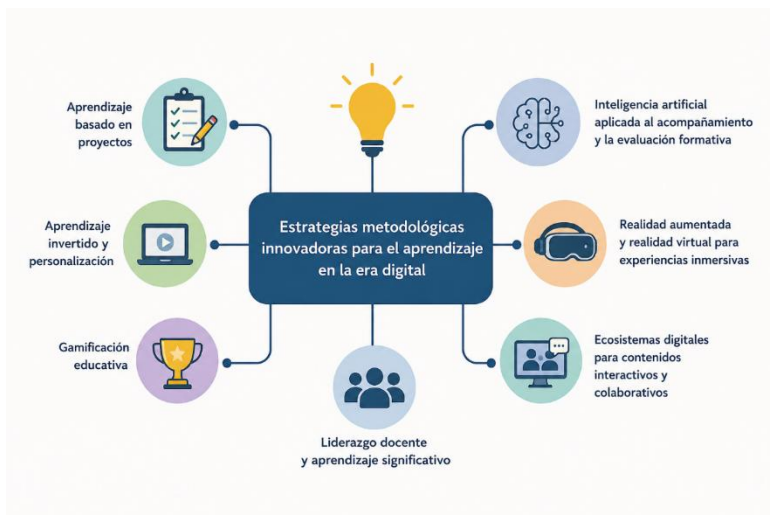 Estrategias metodológicas
innovadoras para el aprendizaje
en la era digital
Aprendizaje
basado en
proyectos
Aprendizaje
invertido y
personalización
Gamificación
educativa
Liderazgo docente
y aprendizaje significativo
Inteligencia artificial
aplicada al acompañamiento
y la evaluación formativa
Realidad aumentada
y realidad virtual para
experiencias inmersivas
Ecosistemas digitales
para contenidos
interactivos y
colaborativos